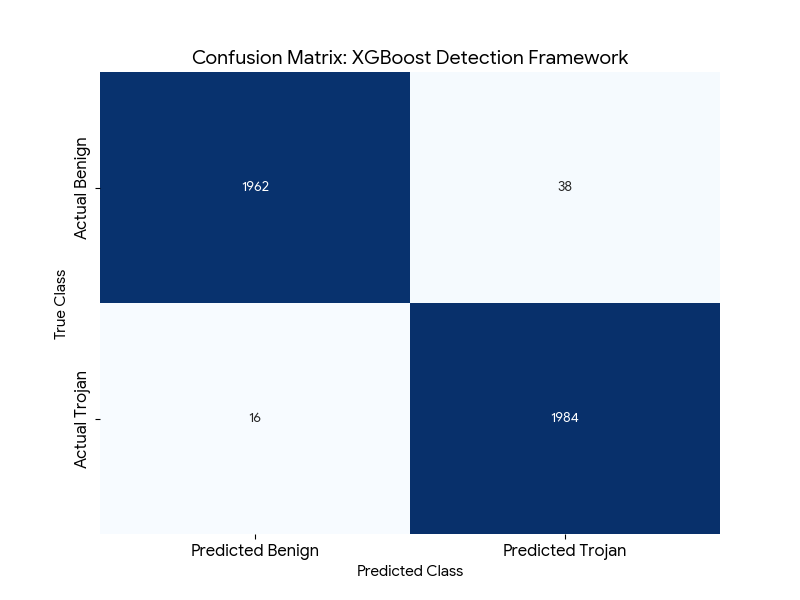 Confusion Matrix: XGBoost Detection Framework
True Class
Actual Benign
1962
38
Actual Trojan
16
1984
Predicted Benign
Predicted Trojan
Predicted Class